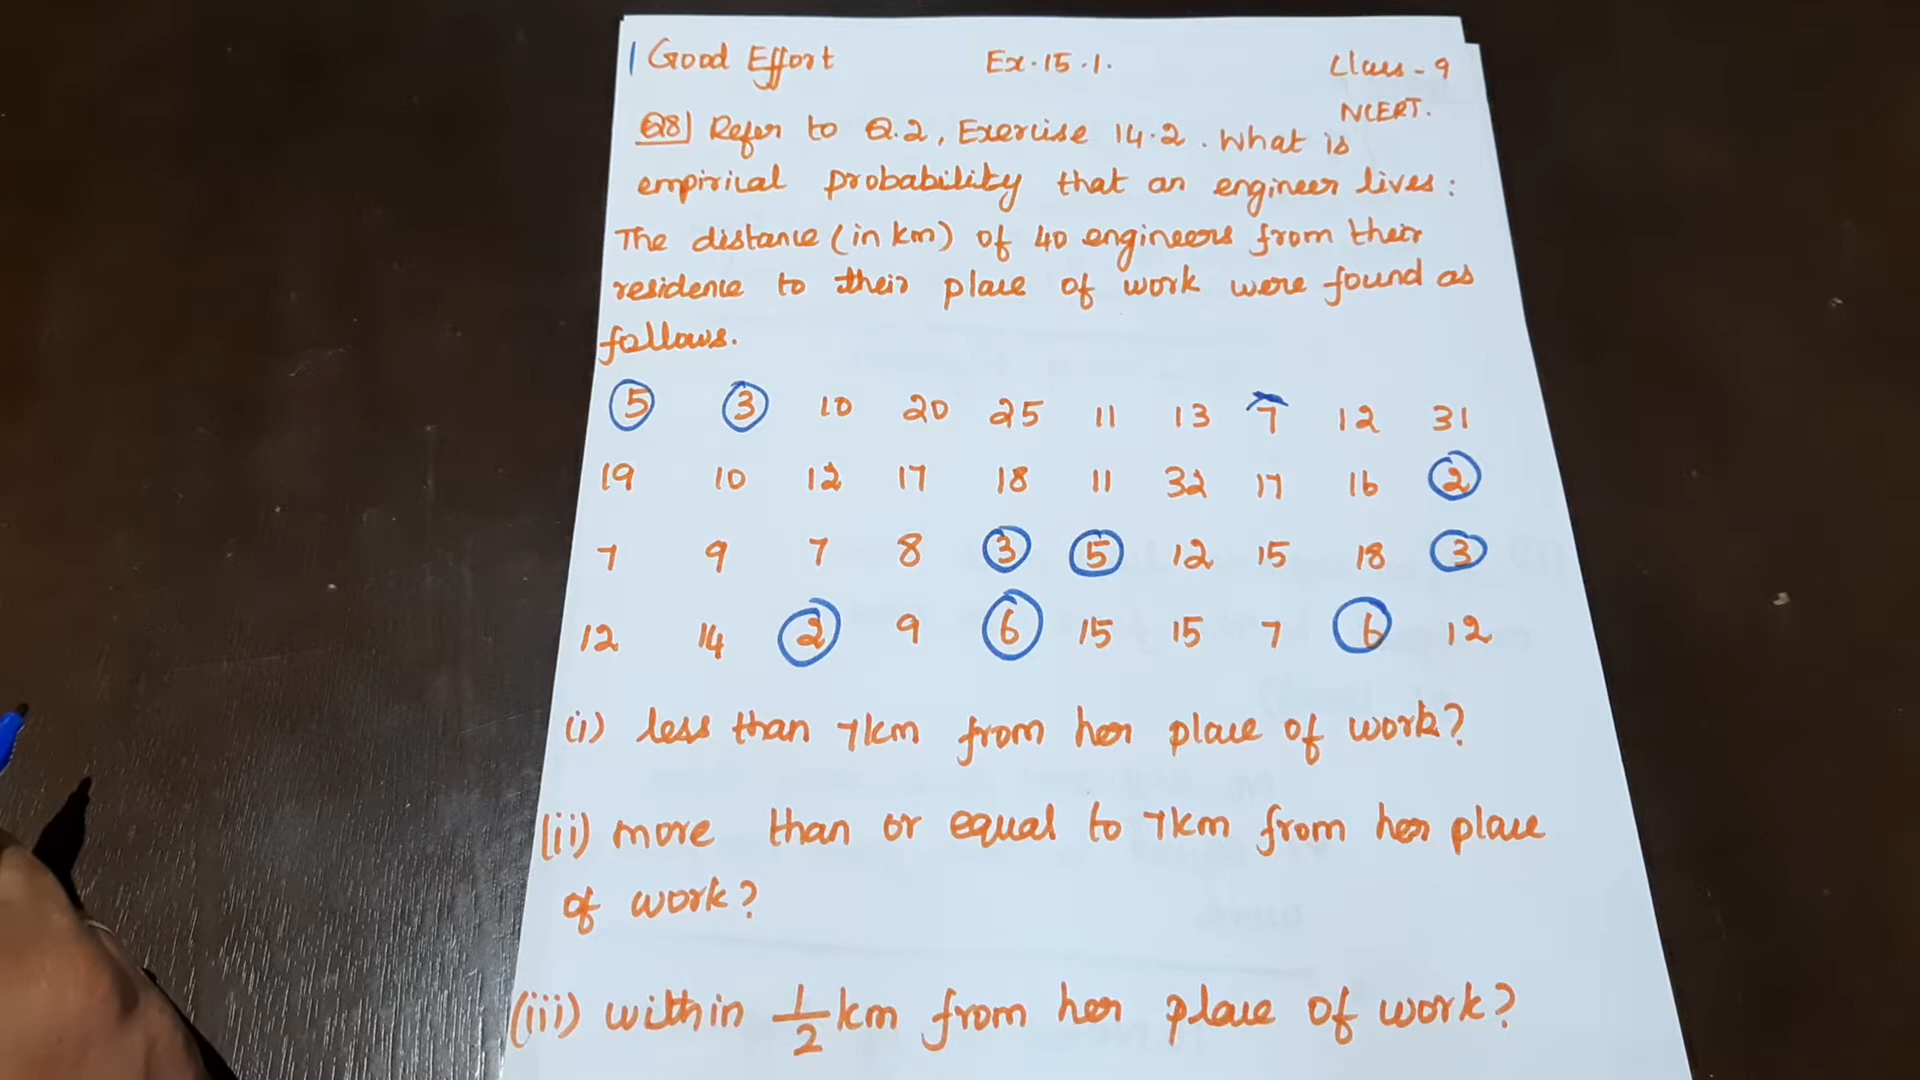 Good Effort Ex.15.1. Class-9
NCERT.
Q8] Refer to Q.2, Exercise 14.2. What is
empirical probability that an engineer lives:
The distance (in km) of 40 engineers from their
residence to their place of work were found as
follows.
5 3 10 20 25 11 13 7 12 31
19 10 12 17 18 11 32 17 16 2
7 9 7 8 3 5 12 15 18 3
12 14 2 9 6 15 15 7 6 12
(i) less than 7km from her place of work?
(ii) more than or equal to 7km from her place
of work?
(iii) within 1/2 km from her place of work?